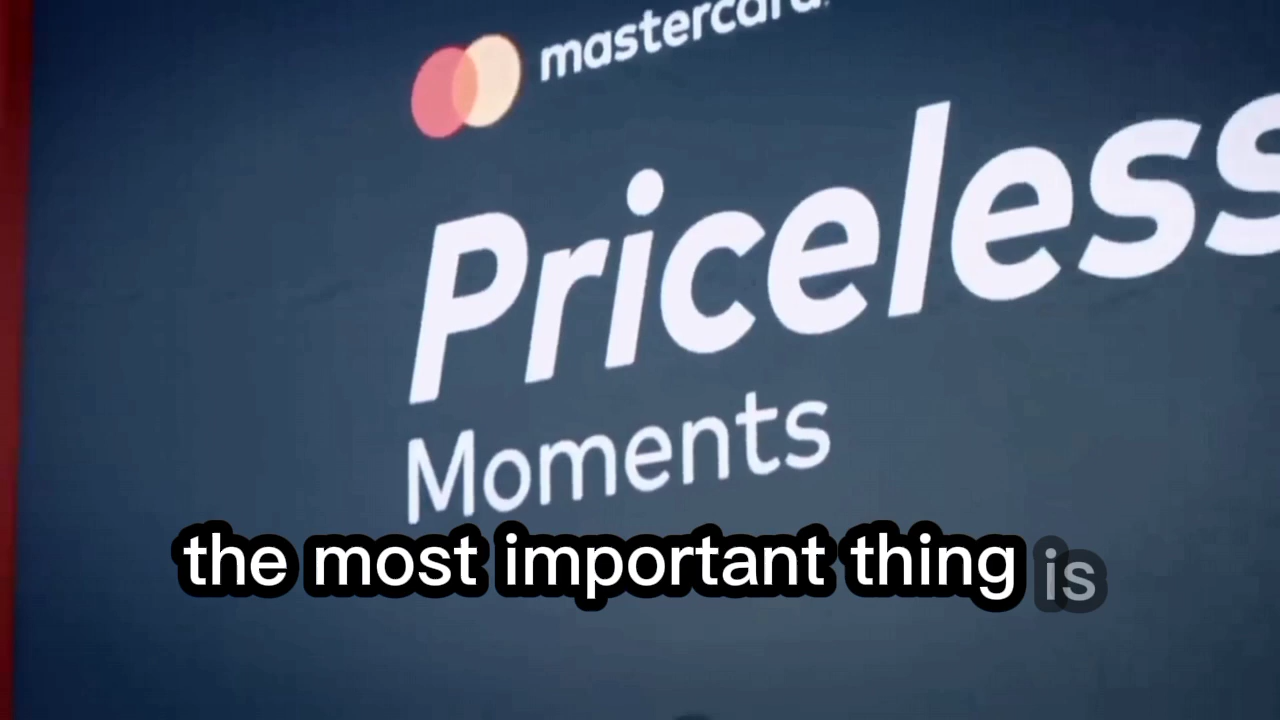 mastercard.
Priceless
Moments
the most important thing is